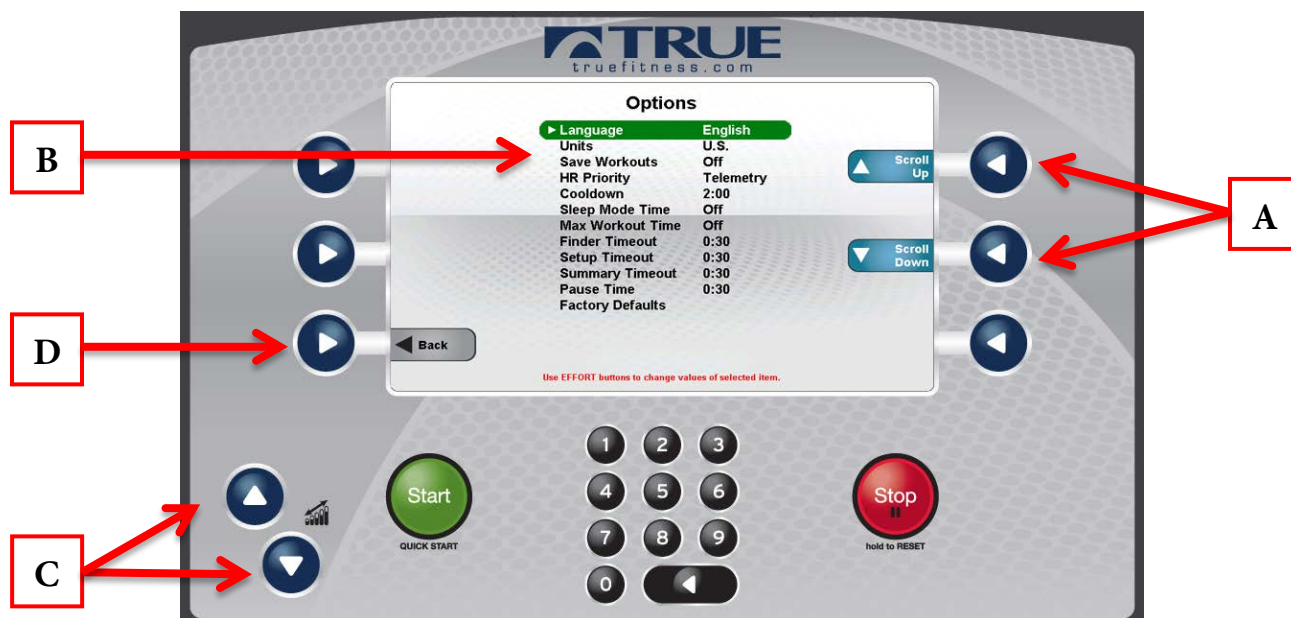 TRUE
truefitness.com
Options
Language English
Units U.S.
Save Workouts Off
HR Priority Telemetry
Cooldown 2:00
Sleep Mode Time Off
Max Workout Time Off
Finder Timeout 0:30
Setup Timeout 0:30
Summary Timeout 0:30
Pause Time 0:30
Factory Defaults
Scroll
Up
Scroll
Down
Back
Use EFFORT buttons to change values of selected item.
B
A
D
C
Start
QUICK START
1 2 3
4 5 6
7 8 9
0
Stop
hold to RESET